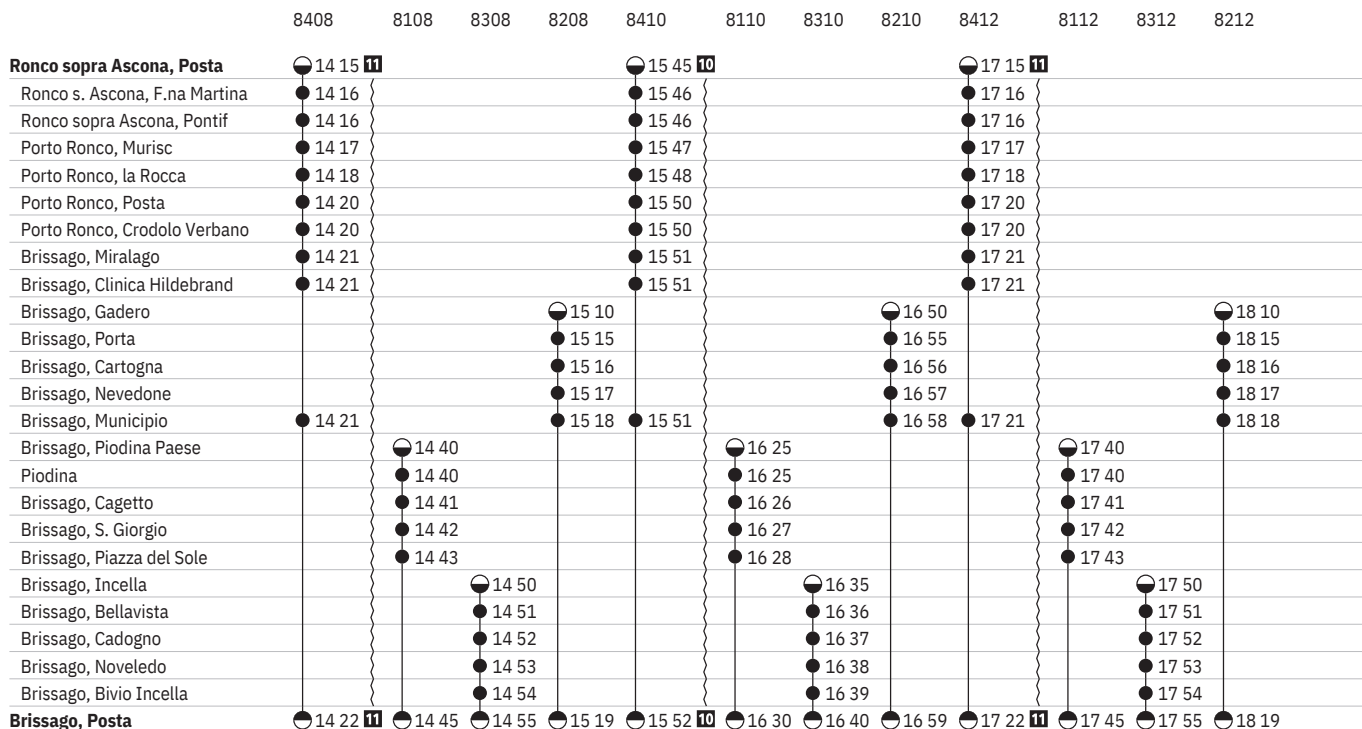 8408 8108 8308 8208 8410 8110 8310 8210 8412 8112 8312 8212
Ronco sopra Ascona, Posta 14 15 11 15 45 10 17 15 11
Ronco s. Ascona, F.na Martina 14 16 15 46 17 16
Ronco sopra Ascona, Pontif 14 16 15 46 17 16
Porto Ronco, Murisc 14 17 15 47 17 17
Porto Ronco, la Rocca 14 18 15 48 17 18
Porto Ronco, Posta 14 20 15 50 17 20
Porto Ronco, Crodolo Verbano 14 20 15 50 17 20
Brissago, Miralago 14 21 15 51 17 21
Brissago, Clinica Hildebrand 14 21 15 51 17 21
Brissago, Gadero 15 10 16 50 18 10
Brissago, Porta 15 15 16 55 18 15
Brissago, Cartogna 15 16 16 56 18 16
Brissago, Nevedone 15 17 16 57 18 17
Brissago, Municipio 14 21 15 18 15 51 16 58 17 21 18 18
Brissago, Piodina Paese 14 40 16 25 17 40
Piodina 14 40 16 25 17 40
Brissago, Cagetto 14 41 16 26 17 41
Brissago, S. Giorgio 14 42 16 27 17 42
Brissago, Piazza del Sole 14 43 16 28 17 43
Brissago, Incella 14 50 16 35 17 50
Brissago, Bellavista 14 51 16 36 17 51
Brissago, Cadogno 14 52 16 37 17 52
Brissago, Noveledo 14 53 16 38 17 53
Brissago, Bivio Incella 14 54 16 39 17 54
Brissago, Posta 14 22 11 14 45 14 55 15 19 15 52 10 16 30 16 40 16 59 17 22 11 17 45 17 55 18 19